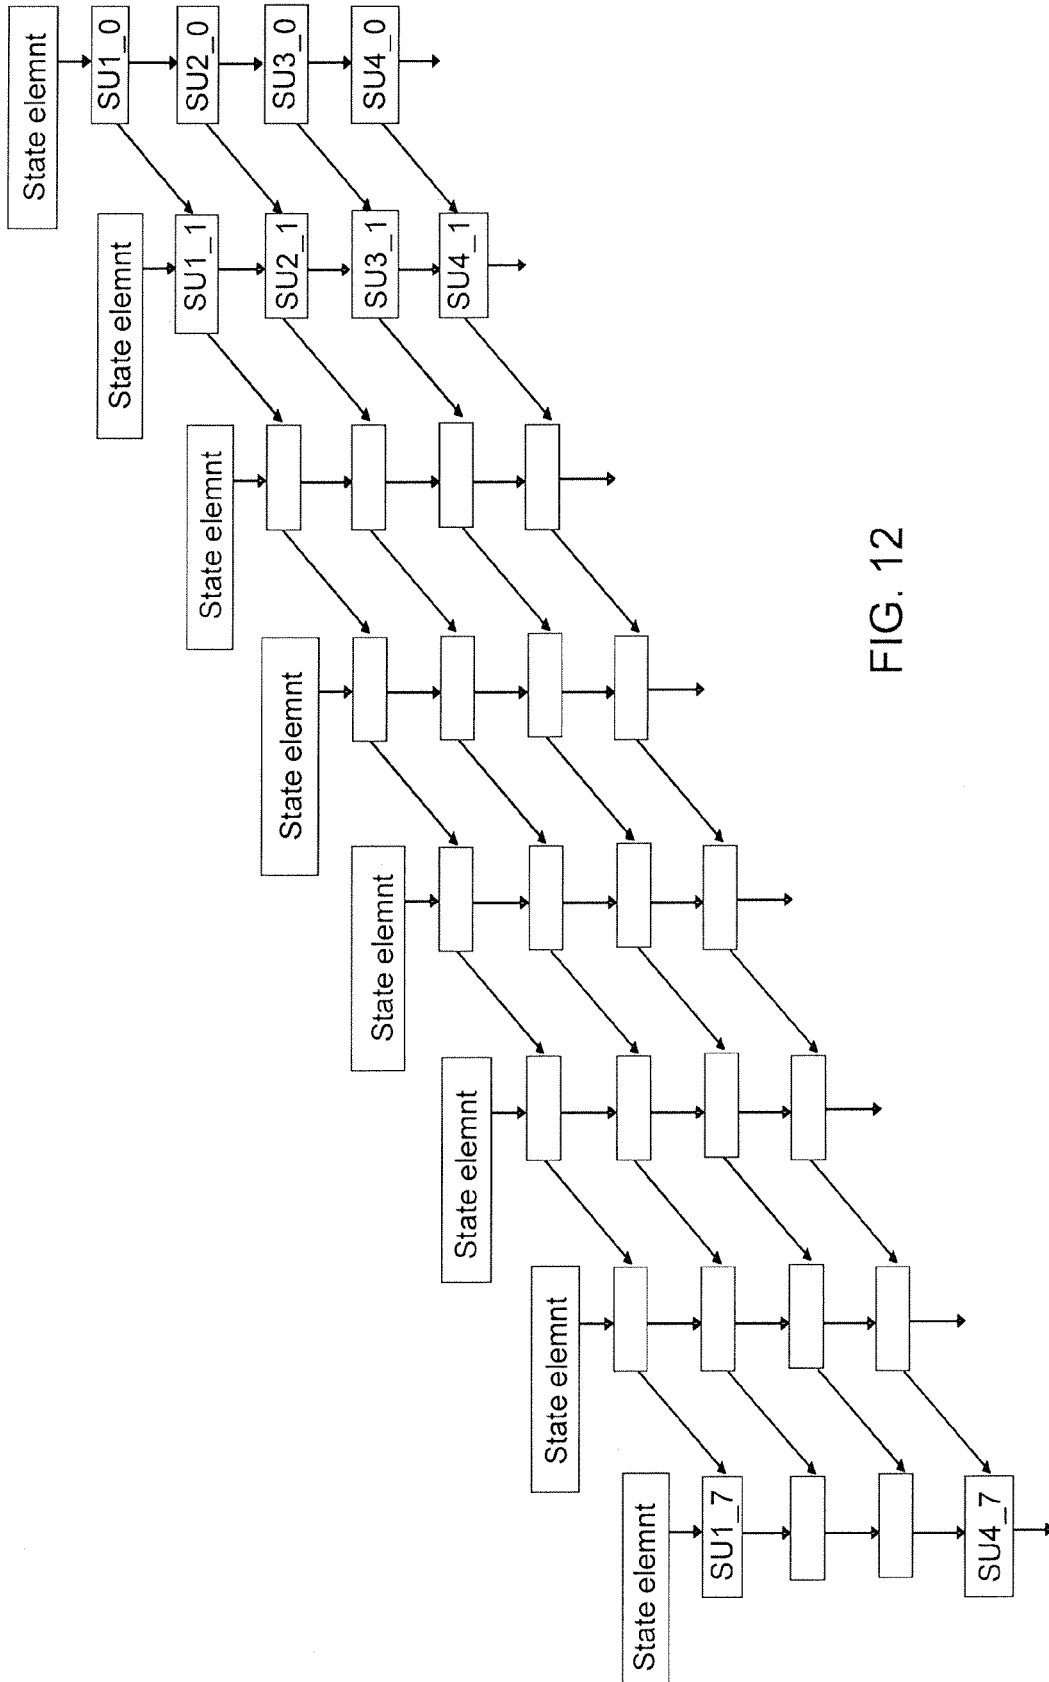 State elemnt
SU1_0
SU2_0
SU3_0
SU4_0
State elemnt
SU1_1
SU2_1
SU3_1
SU4_1
State elemnt
State elemnt
State elemnt
State elemnt
State elemnt
State elemnt
SU1_7
SU4_7
FIG. 12